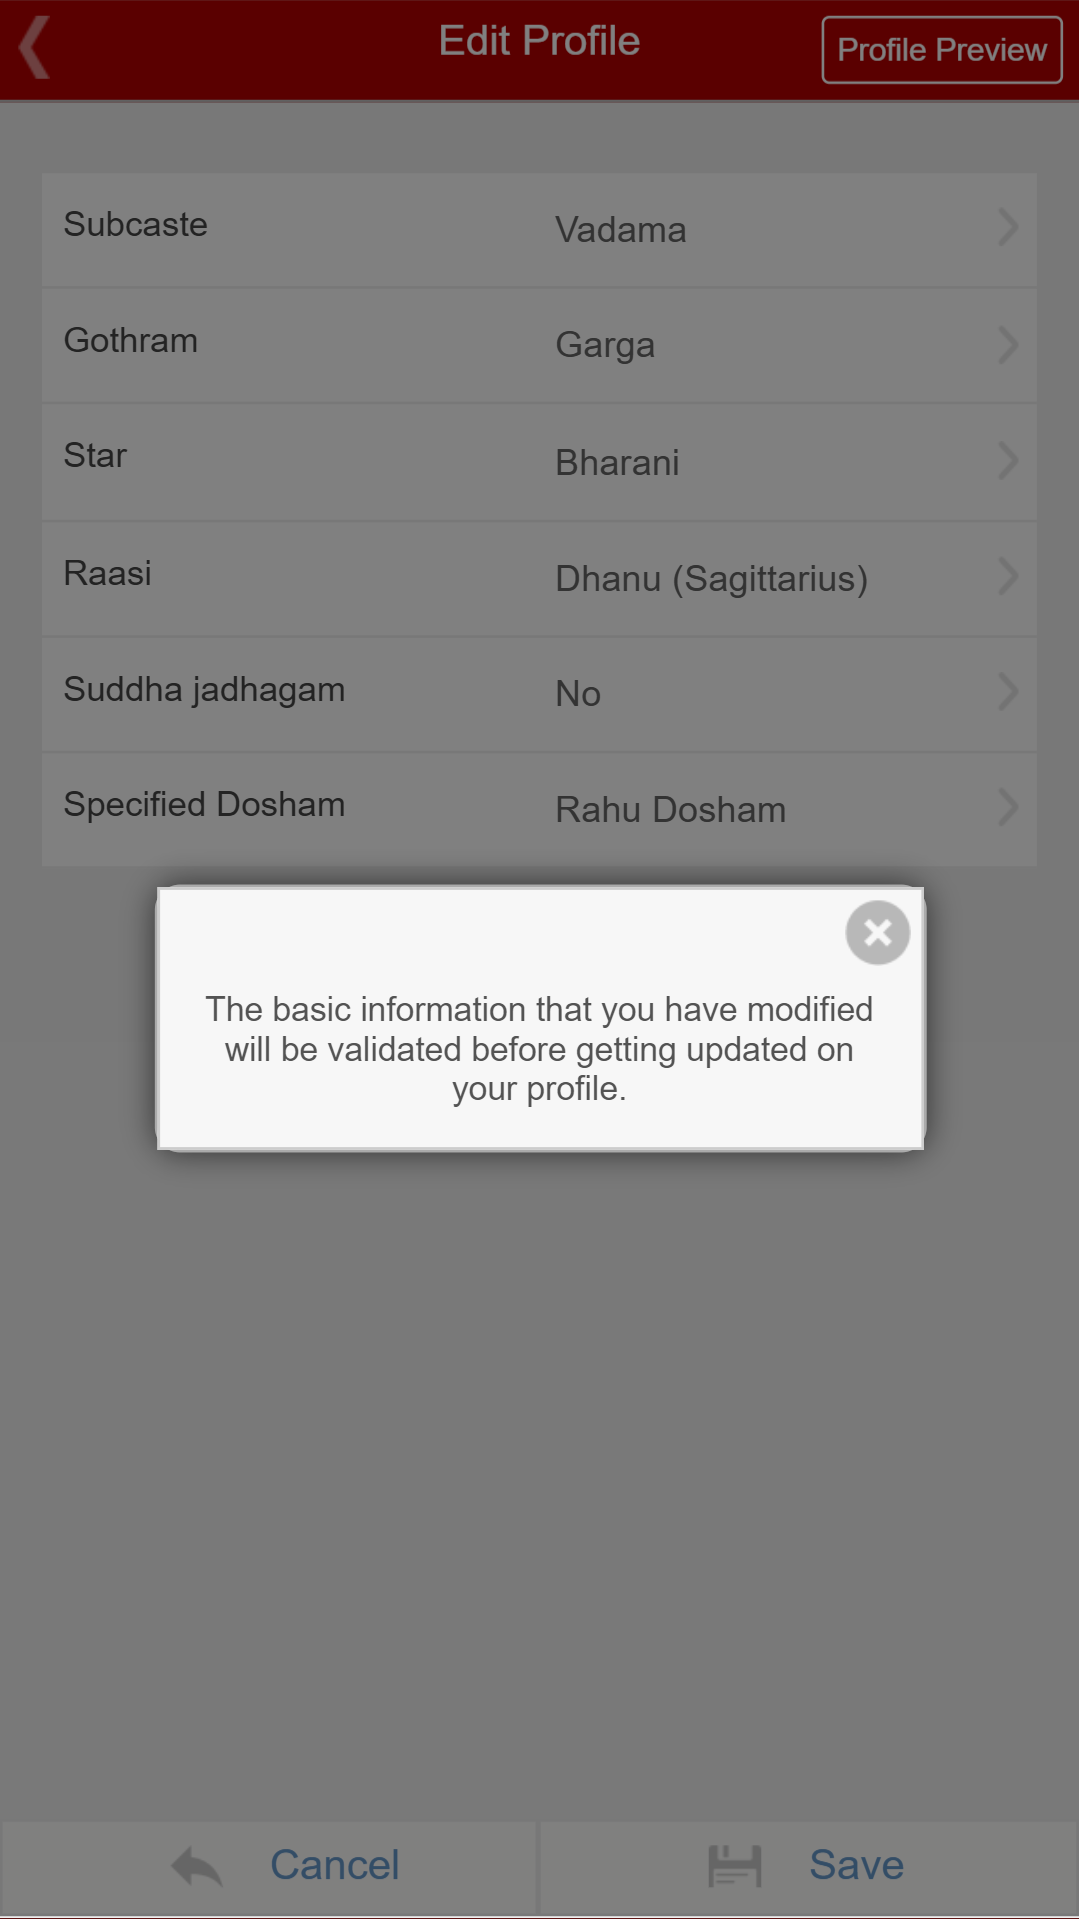 Edit Profile
Profile Preview
Subcaste Vadama
Gothram Garga
Star Bharani
Raasi Dhanu (Sagittarius)
Suddha jadhagam No
Specified Dosham Rahu Dosham
The basic information that you have modified
will be validated before getting updated on
your profile.
Cancel Save